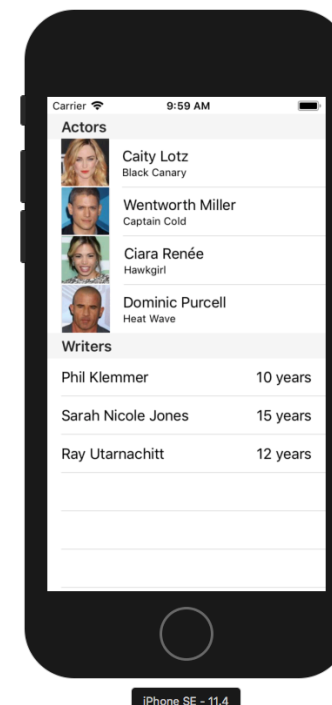 Carrier 9:59 AM
Actors
Caity Lotz
Black Canary
Wentworth Miller
Captain Cold
Ciara Renée
Hawkgirl
Dominic Purcell
Heat Wave
Writers
Phil Klemmer 10 years
Sarah Nicole Jones 15 years
Ray Utarnachitt 12 years
iPhone SE - 11.4